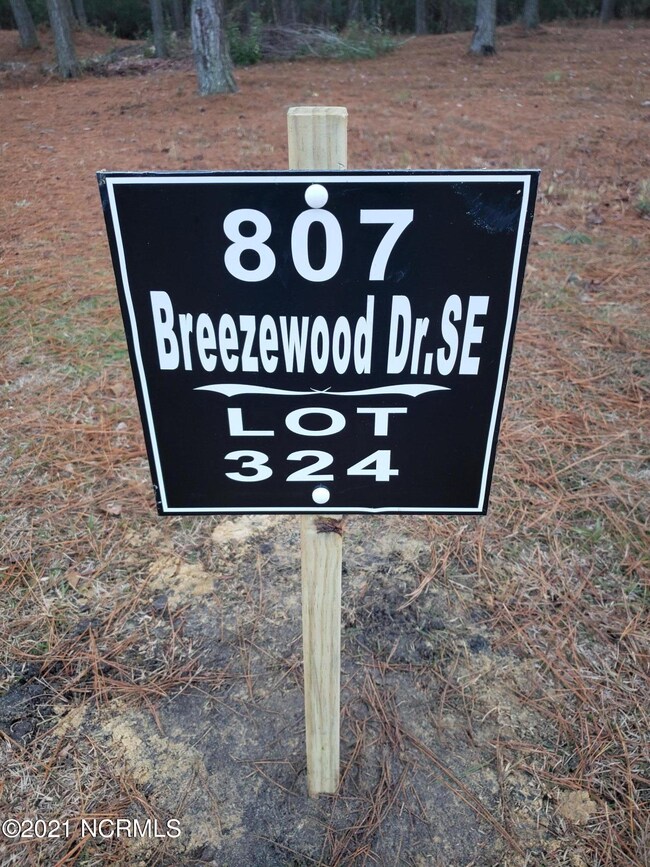 807
Breezewood Dr.SE
LOT
324
©2021 NCRMLS